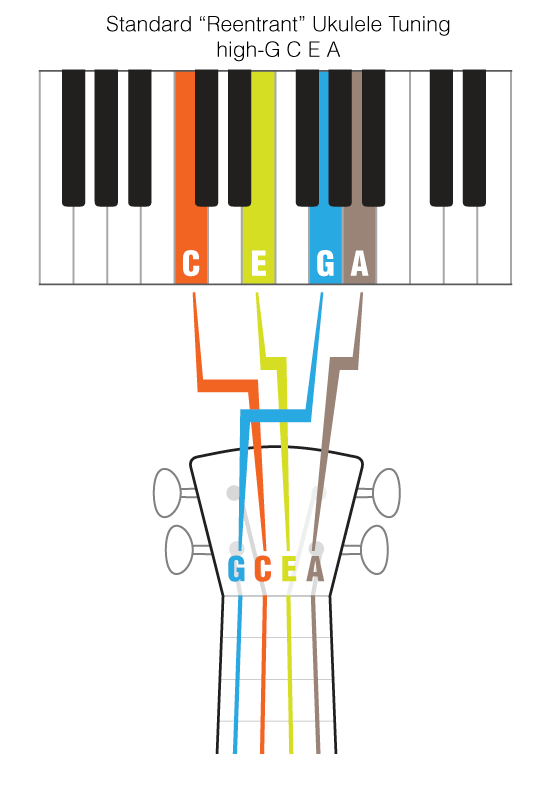 Standard “Reentrant” Ukulele Tuning
high-G C E A
C E G A
G C E A